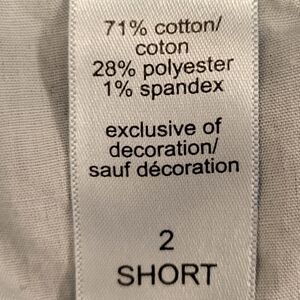 71% cotton/
coton
28% polyester
1% spandex
exclusive of
decoration/
sauf décoration
2
SHORT